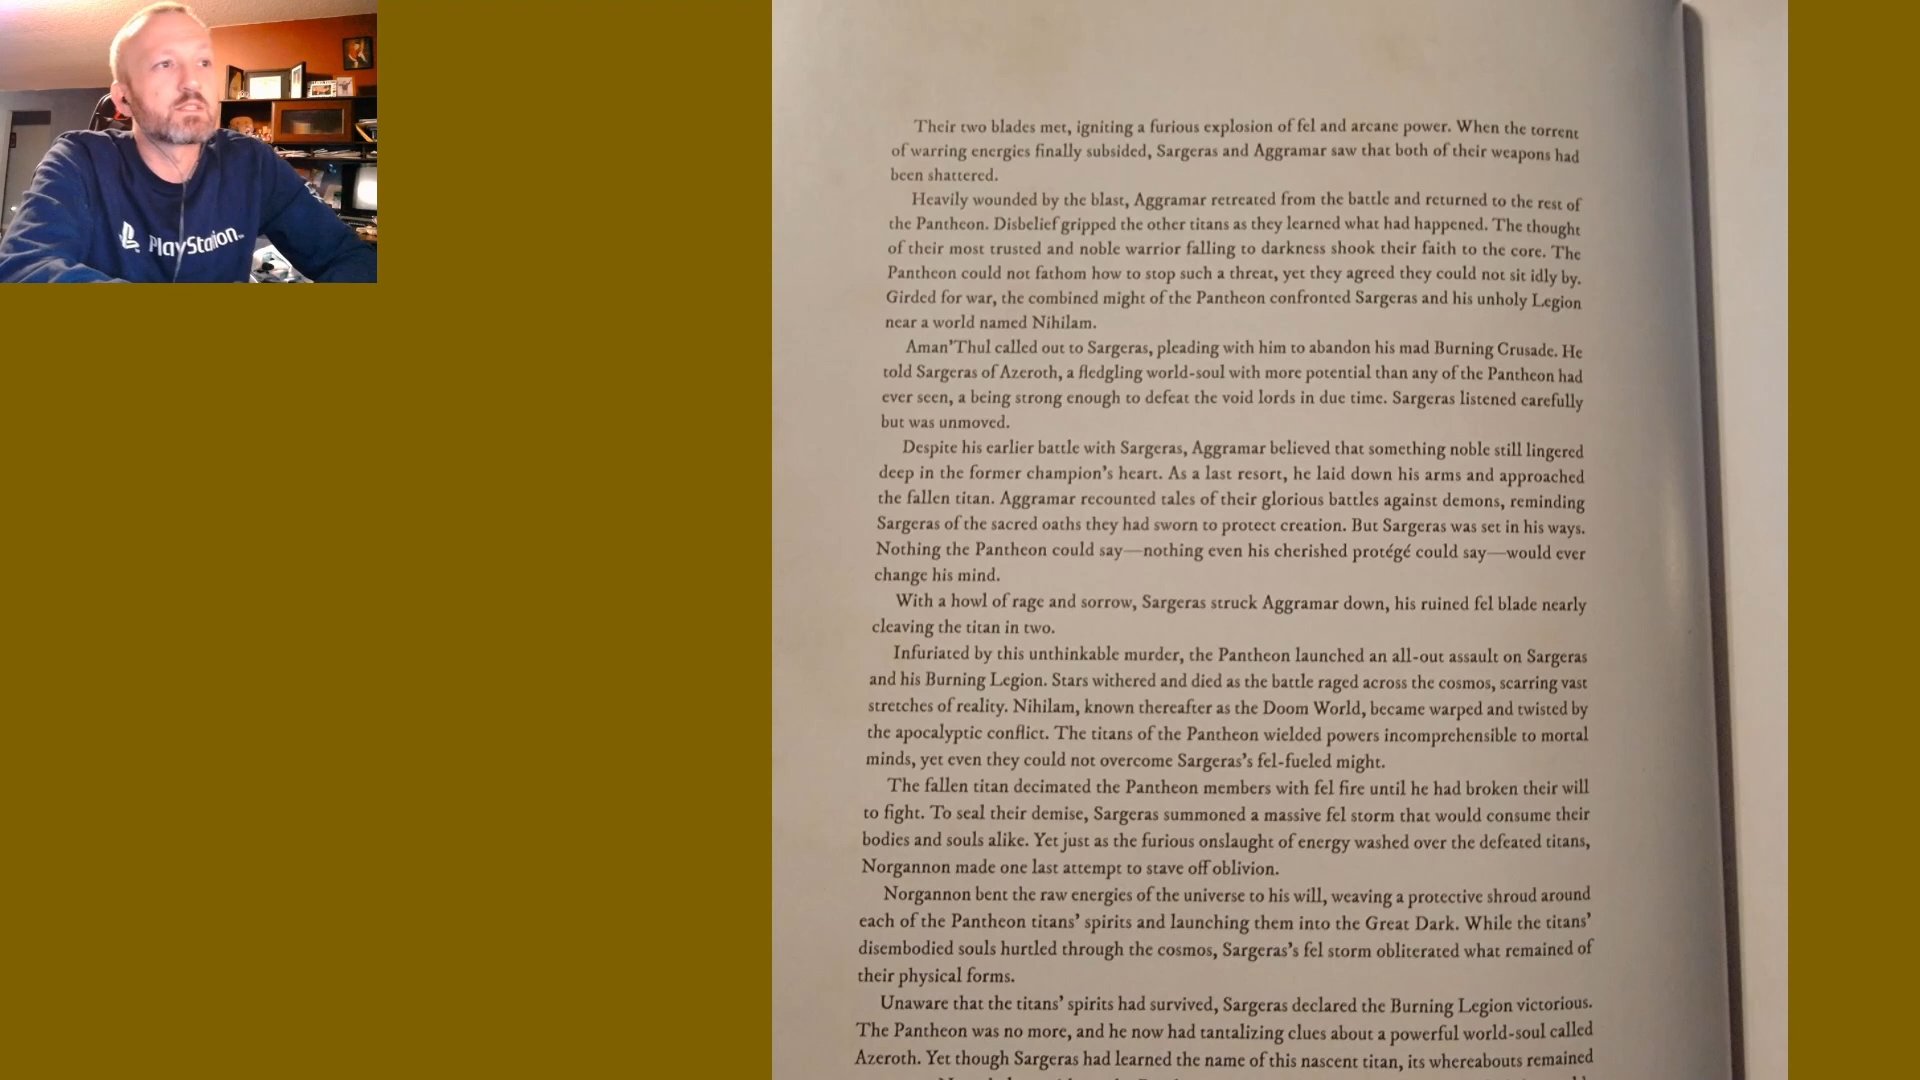 PlayStation
Their two blades met, igniting a furious explosion of fel and arcane power. When the torrent
of warring energies finally subsided, Sargeras and Aggramar saw that both of their weapons had
been shattered.
Heavily wounded by the blast, Aggramar retreated from the battle and returned to the rest of
the Pantheon. Disbelief gripped the other titans as they learned what had happened. The thought
of their most trusted and noble warrior falling to darkness shook their faith to the core. The
Pantheon could not fathom how to stop such a threat, yet they agreed they could not sit idly by.
Girded for war, the combined might of the Pantheon confronted Sargeras and his unholy Legion
near a world named Nihilam.
Aman'Thul called out to Sargeras, pleading with him to abandon his mad Burning Crusade. He
told Sargeras of Azeroth, a fledgling world-soul with more potential than any of the Pantheon had
ever seen, a being strong enough to defeat the void lords in due time. Sargeras listened carefully
but was unmoved.
Despite his earlier battle with Sargeras, Aggramar believed that something noble still lingered
deep in the former champion's heart. As a last resort, he laid down his arms and approached
the fallen titan. Aggramar recounted tales of their glorious battles against demons, reminding
Sargeras of the sacred oaths they had sworn to protect creation. But Sargeras was set in his ways.
Nothing the Pantheon could say—nothing even his cherished protégé could say—would ever
change his mind.
With a howl of rage and sorrow, Sargeras struck Aggramar down, his ruined fel blade nearly
cleaving the titan in two.
Infuriated by this unthinkable murder, the Pantheon launched an all-out assault on Sargeras
and his Burning Legion. Stars withered and died as the battle raged across the cosmos, scarring vast
stretches of reality. Nihilam, known thereafter as the Doom World, became warped and twisted by
the apocalyptic conflict. The titans of the Pantheon wielded powers incomprehensible to mortal
minds, yet even they could not overcome Sargeras's fel-fueled might.
The fallen titan decimated the Pantheon members with fel fire until he had broken their will
to fight. To seal their demise, Sargeras summoned a massive fel storm that would consume their
bodies and souls alike. Yet just as the furious onslaught of energy washed over the defeated titans,
Norgannon made one last attempt to stave off oblivion.
Norgannon bent the raw energies of the universe to his will, weaving a protective shroud around
each of the Pantheon titans' spirits and launching them into the Great Dark. While the titans'
disembodied souls hurtled through the cosmos, Sargeras's fel storm obliterated what remained of
their physical forms.
Unaware that the titans' spirits had survived, Sargeras declared the Burning Legion victorious.
The Pantheon was no more, and he now had tantalizing clues about a powerful world-soul called
Azeroth. Yet though Sargeras had learned the name of this nascent titan, its whereabouts remained